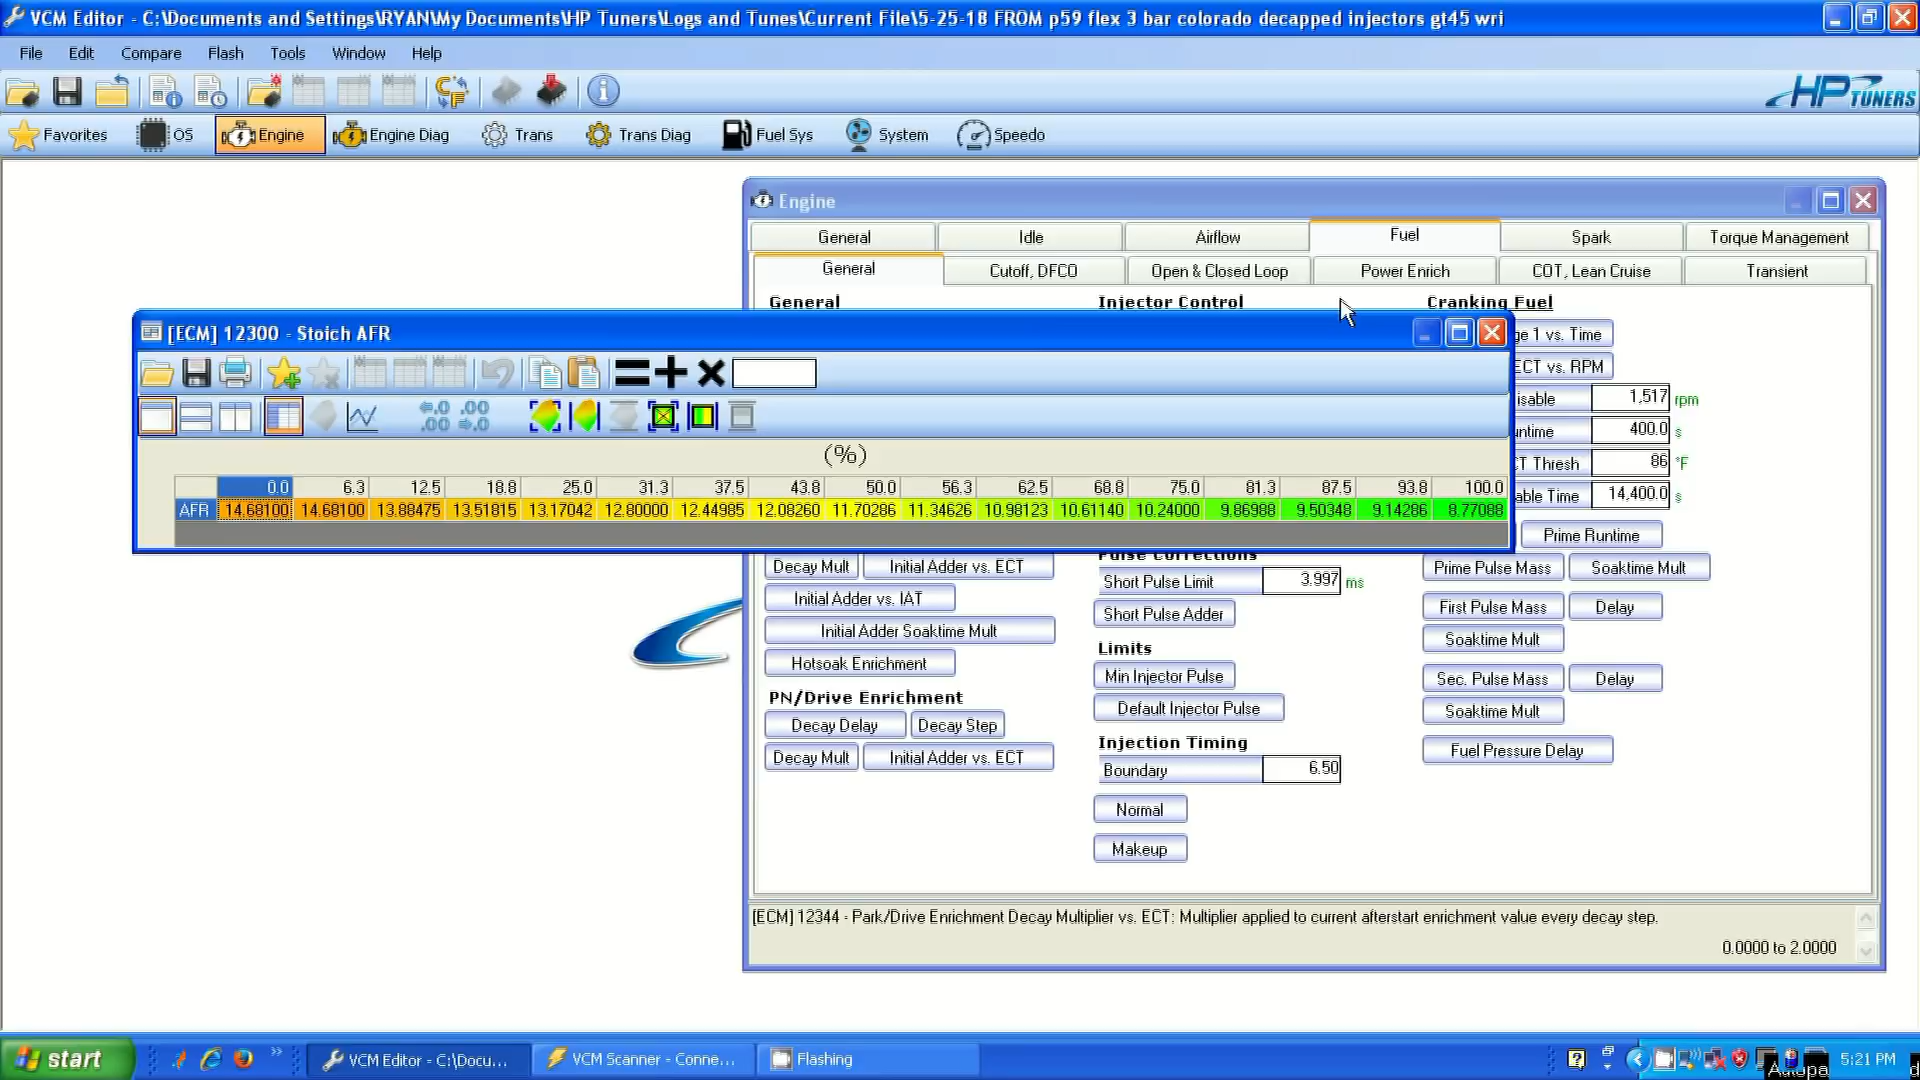 VCM Editor - C:\Documents and Settings\RYAN\My Documents\HP Tuners\Logs and Tunes\Current File\5-25-18 FROM p59 flex 3 bar colorado decapped injectors gt45 wri
File Edit Compare Flash Tools Window Help
HP TUNERS
Favorites OS Engine Engine Diag Trans Trans Diag Fuel Sys System Speedo
Engine
General Idle Airflow Fuel Spark Torque Management
General Cutoff, DFCO Open & Closed Loop Power Enrich COT, Lean Cruise Transient
General Injector Control Cranking Fuel
[ECM] 12300 - Stoich AFR
ge 1 vs. Time
ECT vs. RPM
isable 1,517 rpm
untime 400.0 s
CT Thresh 86 °F
able Time 14,400.0 s
(%)
0.0 6.3 12.5 18.8 25.0 31.3 37.5 43.8 50.0 56.3 62.5 68.8 75.0 81.3 87.5 93.8 100.0
AFR 14.68100 14.68100 13.88475 13.51815 13.17042 12.80000 12.44985 12.08260 11.70286 11.34626 10.98123 10.61140 10.24000 9.86988 9.50348 9.14286 8.77088
Prime Runtime
Pulse Corrections
Decay Mult Initial Adder vs. ECT Short Pulse Limit 3.997 ms Prime Pulse Mass Soaktime Mult
Initial Adder vs. IAT Short Pulse Adder First Pulse Mass Delay
Initial Adder Soaktime Mult Limits Soaktime Mult
Hotsoak Enrichment Min Injector Pulse Sec. Pulse Mass Delay
PN/Drive Enrichment Default Injector Pulse Soaktime Mult
Decay Delay Decay Step Injection Timing Fuel Pressure Delay
Decay Mult Initial Adder vs. ECT Boundary 6.50
Normal
Makeup
[ECM] 12344 - Park/Drive Enrichment Decay Multiplier vs. ECT: Multiplier applied to current afterstart enrichment value every decay step.
0.0000 to 2.0000
start VCM Editor - C:\Docu... VCM Scanner - Conne... Flashing 5:21 PM